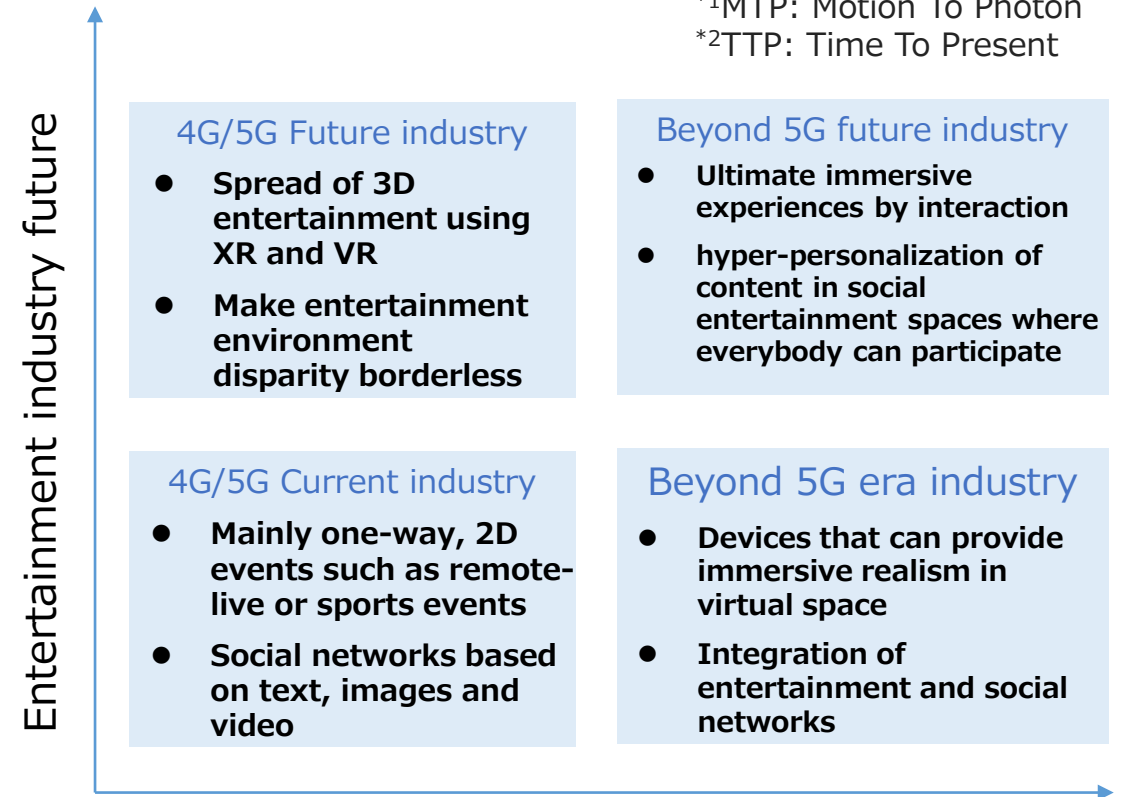 *1MTP: Motion To Photon
*2TTP: Time To Present
Entertainment industry future
4G/5G Future industry
● Spread of 3D
entertainment using
XR and VR
● Make entertainment
environment
disparity borderless
Beyond 5G future industry
● Ultimate immersive
experiences by interaction
● hyper-personalization of
content in social
entertainment spaces where
everybody can participate
4G/5G Current industry
● Mainly one-way, 2D
events such as remote-
live or sports events
● Social networks based
on text, images and
video
Beyond 5G era industry
● Devices that can provide
immersive realism in
virtual space
● Integration of
entertainment and social
networks